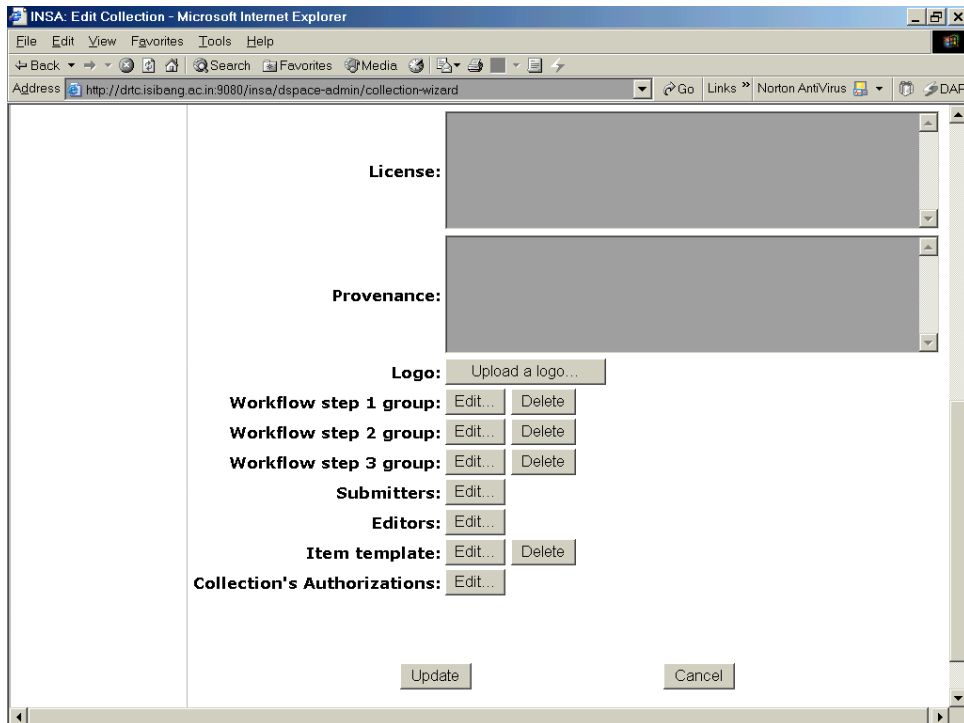 INSA: Edit Collection - Microsoft Internet Explorer
File Edit View Favorites Tools Help
Back Search Favorites Media
Address http://drtc.isibang.ac.in:9080/insa/dspace-admin/collection-wizard Go Links » Norton AntiVirus DAP
License:
Provenance:
Logo: Upload a logo...
Workflow step 1 group: Edit... Delete
Workflow step 2 group: Edit... Delete
Workflow step 3 group: Edit... Delete
Submitters: Edit...
Editors: Edit...
Item template: Edit... Delete
Collection's Authorizations: Edit...
Update Cancel